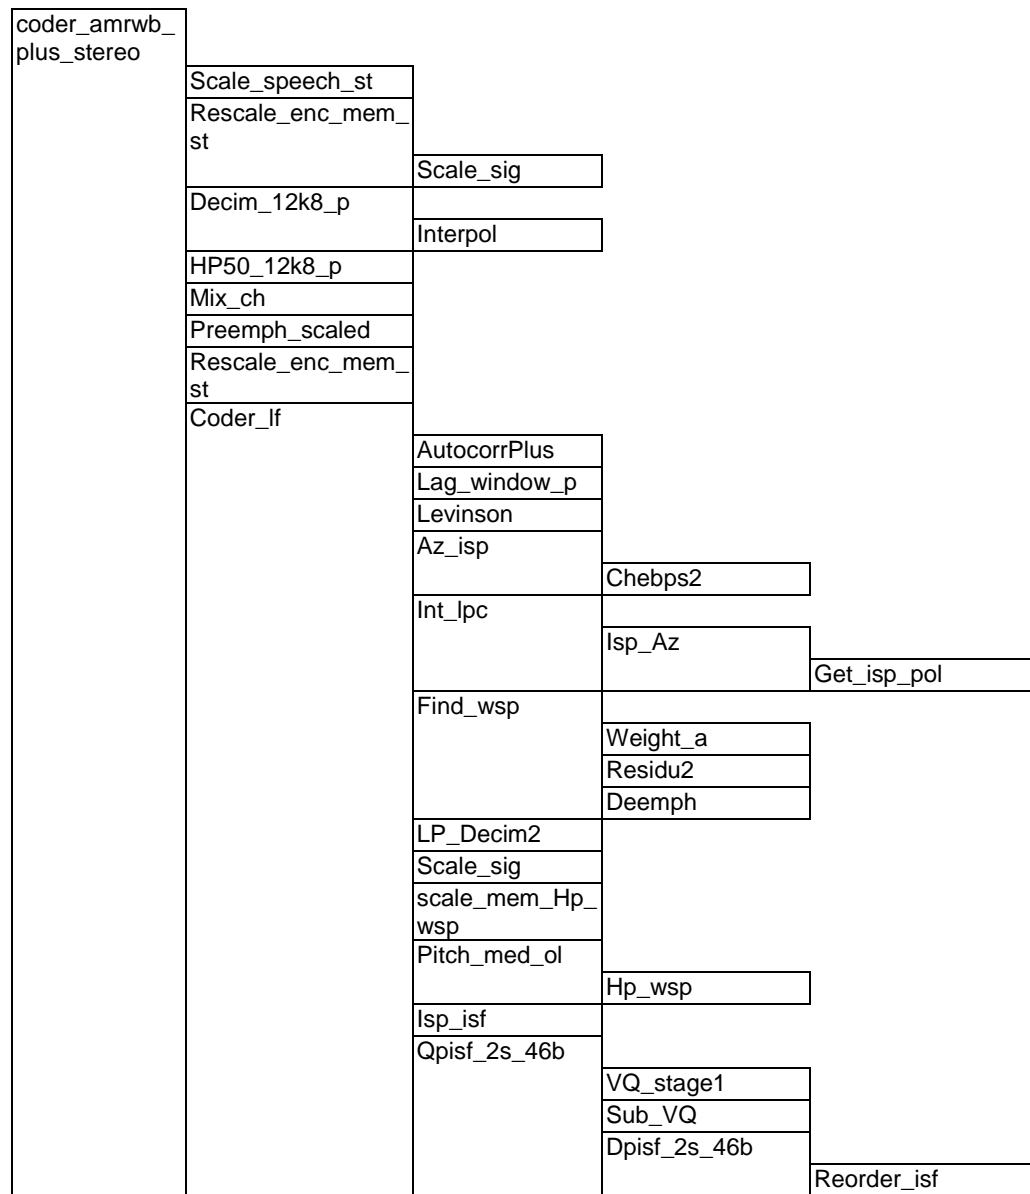 coder_amrwb_
plus_stereo
Scale_speech_st
Rescale_enc_mem_
st
Scale_sig
Decim_12k8_p
Interpol
HP50_12k8_p
Mix_ch
Preemph_scaled
Rescale_enc_mem_
st
Coder_lf
AutocorrPlus
Lag_window_p
Levinson
Az_isp
Chebps2
Int_lpc
Isp_Az
Get_isp_pol
Find_wsp
Weight_a
Residu2
Deemph
LP_Decim2
Scale_sig
scale_mem_Hp_
wsp
Pitch_med_ol
Hp_wsp
Isp_isf
Qpisf_2s_46b
VQ_stage1
Sub_VQ
Dpisf_2s_46b
Reorder_isf